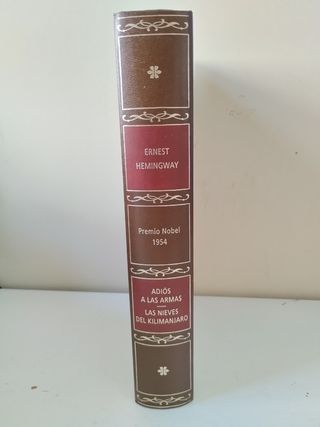 ERNEST
HEMINGWAY
Premio Nobel
1954
ADIÓS
A LAS ARMAS
LAS NIEVES
DEL KILIMANJARO